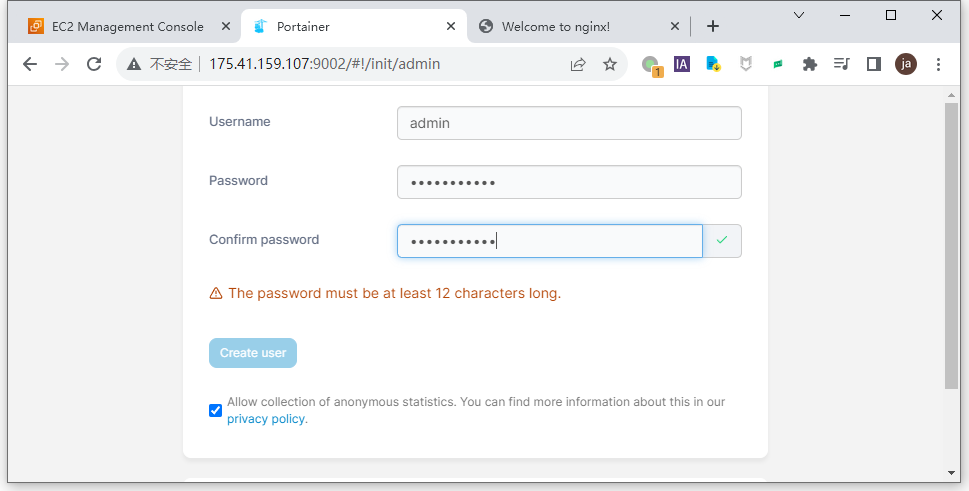 EC2 Management Console
Portainer
Welcome to nginx!
不安全 175.41.159.107:9002/#!/init/admin
1
IA
ja
Username
admin
Password
•••••••••••
Confirm password
•••••••••••
The password must be at least 12 characters long.
Create user
Allow collection of anonymous statistics. You can find more information about this in our
privacy policy.